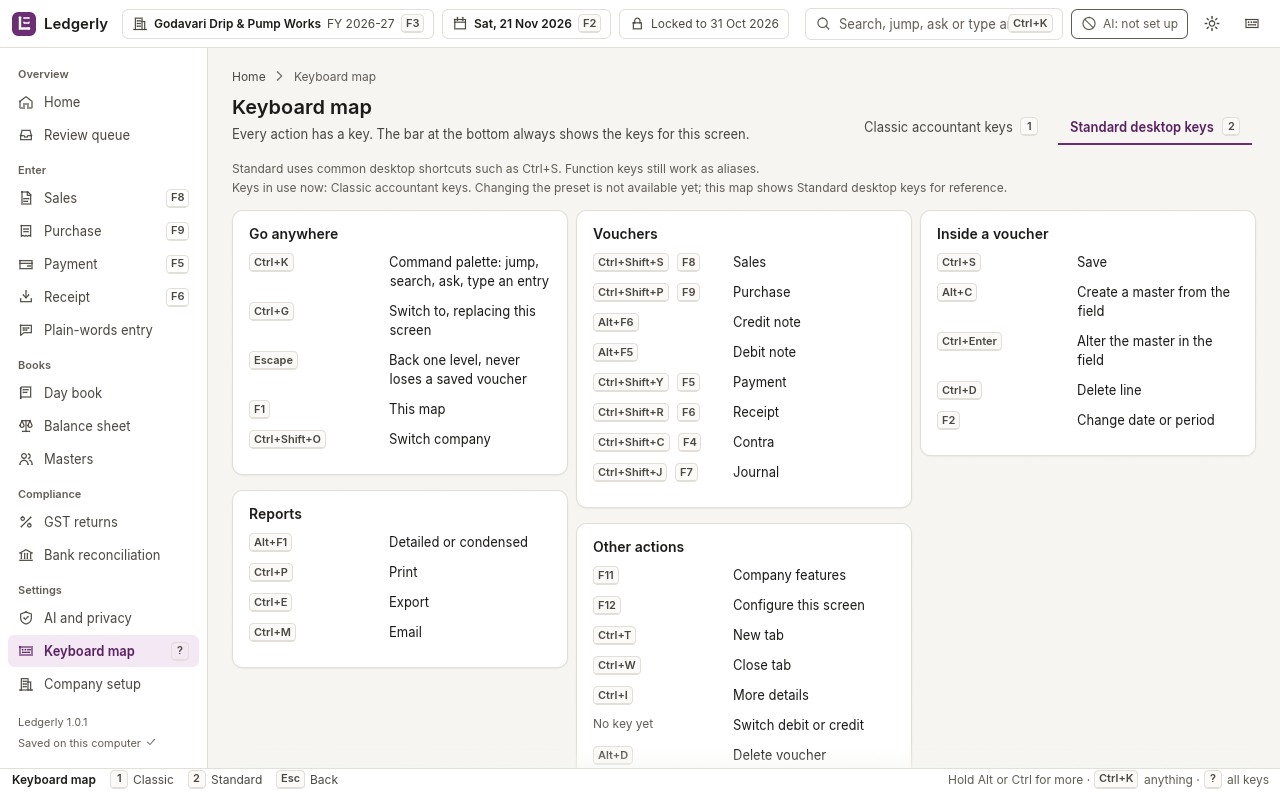 Ledgerly
Godavari Drip & Pump Works FY 2026-27 F3
Sat, 21 Nov 2026 F2
Locked to 31 Oct 2026
Search, jump, ask or type a Ctrl+K
AI: not set up
Overview
Home
Review queue
Enter
Sales F8
Purchase F9
Payment F5
Receipt F6
Plain-words entry
Books
Day book
Balance sheet
Masters
Compliance
GST returns
Bank reconciliation
Settings
AI and privacy
Keyboard map ?
Company setup
Ledgerly 1.0.1
Saved on this computer
Home > Keyboard map
Keyboard map
Every action has a key. The bar at the bottom always shows the keys for this screen.
Classic accountant keys 1
Standard desktop keys 2
Standard uses common desktop shortcuts such as Ctrl+S. Function keys still work as aliases.
Keys in use now: Classic accountant keys. Changing the preset is not available yet; this map shows Standard desktop keys for reference.
Go anywhere
Ctrl+K Command palette: jump,
search, ask, type an entry
Ctrl+G Switch to, replacing this
screen
Escape Back one level, never
loses a saved voucher
F1 This map
Ctrl+Shift+O Switch company
Reports
Alt+F1 Detailed or condensed
Ctrl+P Print
Ctrl+E Export
Ctrl+M Email
Vouchers
Ctrl+Shift+S F8 Sales
Ctrl+Shift+P F9 Purchase
Alt+F6 Credit note
Alt+F5 Debit note
Ctrl+Shift+Y F5 Payment
Ctrl+Shift+R F6 Receipt
Ctrl+Shift+C F4 Contra
Ctrl+Shift+J F7 Journal
Other actions
F11 Company features
F12 Configure this screen
Ctrl+T New tab
Ctrl+W Close tab
Ctrl+I More details
No key yet Switch debit or credit
Alt+D Delete voucher
Inside a voucher
Ctrl+S Save
Alt+C Create a master from the
field
Ctrl+Enter Alter the master in the
field
Ctrl+D Delete line
F2 Change date or period
Keyboard map 1 Classic 2 Standard Esc Back
Hold Alt or Ctrl for more · Ctrl+K anything · ? all keys